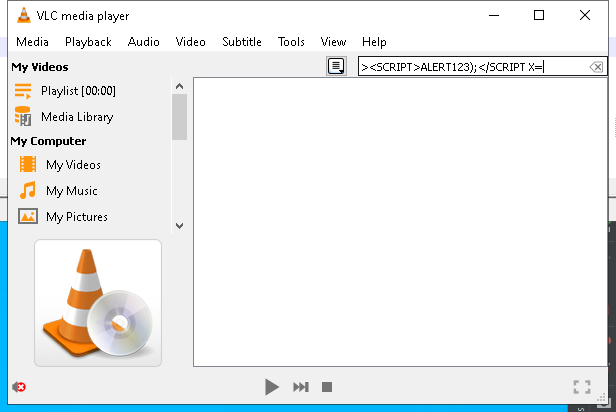 VLC media player
Media Playback Audio Video Subtitle Tools View Help
My Videos
><SCRIPT>ALERT123);</SCRIPT X=
Playlist [00:00]
Media Library
My Computer
My Videos
My Music
My Pictures